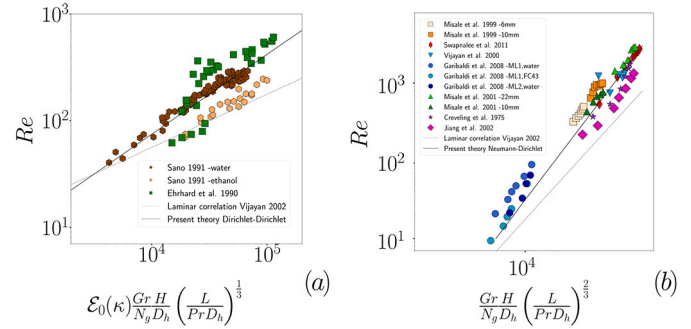 10³
10²
10¹
Re
Sano 1991 -water
Sano 1991 -ethanol
Ehrhard et al. 1990
Laminar correlation Vijayan 2002
Present theory Dirichlet-Dirichlet
10⁴
10⁵
(a)
ℰ₀(κ) Gr/N_g H/D_h (L/PrD_h)^{1/3}
Misale et al. 1999 -6mm
Misale et al. 1999 -10mm
Swapnalee et al. 2011
Vijayan et al. 2000
Garibaldi et al. 2008 -ML1,water
Garibaldi et al. 2008 -ML1,FC43
Garibaldi et al. 2008 -ML2,water
Misale et al. 2001 -22mm
Misale et al. 2001 -10mm
Creveling et al. 1975
Jiang et al. 2002
Laminar correlation Vijayan 2002
Present theory Neumann-Dirichlet
10³
10²
10¹
Re
10⁴
(b)
Gr/N_g H/D_h (L/PrD_h)^{2/3}